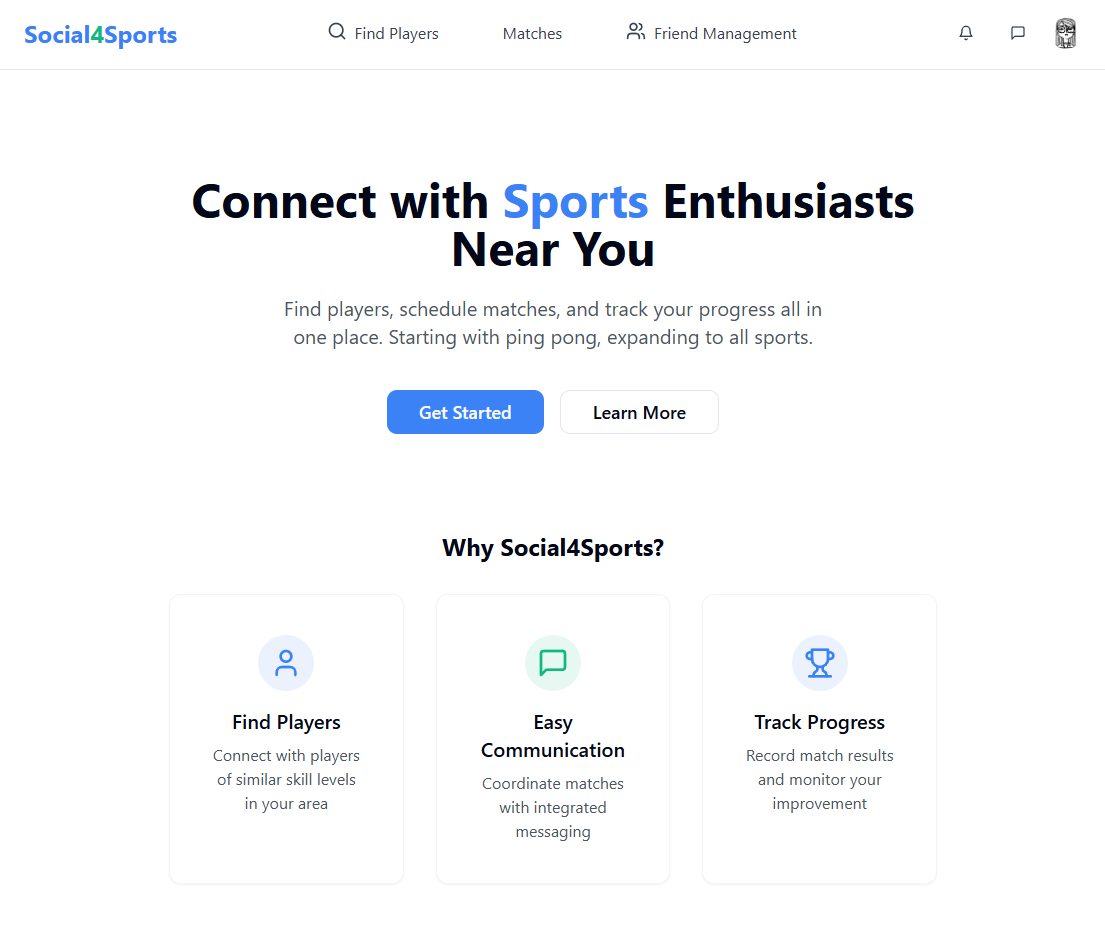 Social4Sports
Find Players
Matches
Friend Management
Connect with Sports Enthusiasts
Near You
Find players, schedule matches, and track your progress all in
one place. Starting with ping pong, expanding to all sports.
Get Started
Learn More
Why Social4Sports?
Find Players
Connect with players
of similar skill levels
in your area
Easy
Communication
Coordinate matches
with integrated
messaging
Track Progress
Record match results
and monitor your
improvement